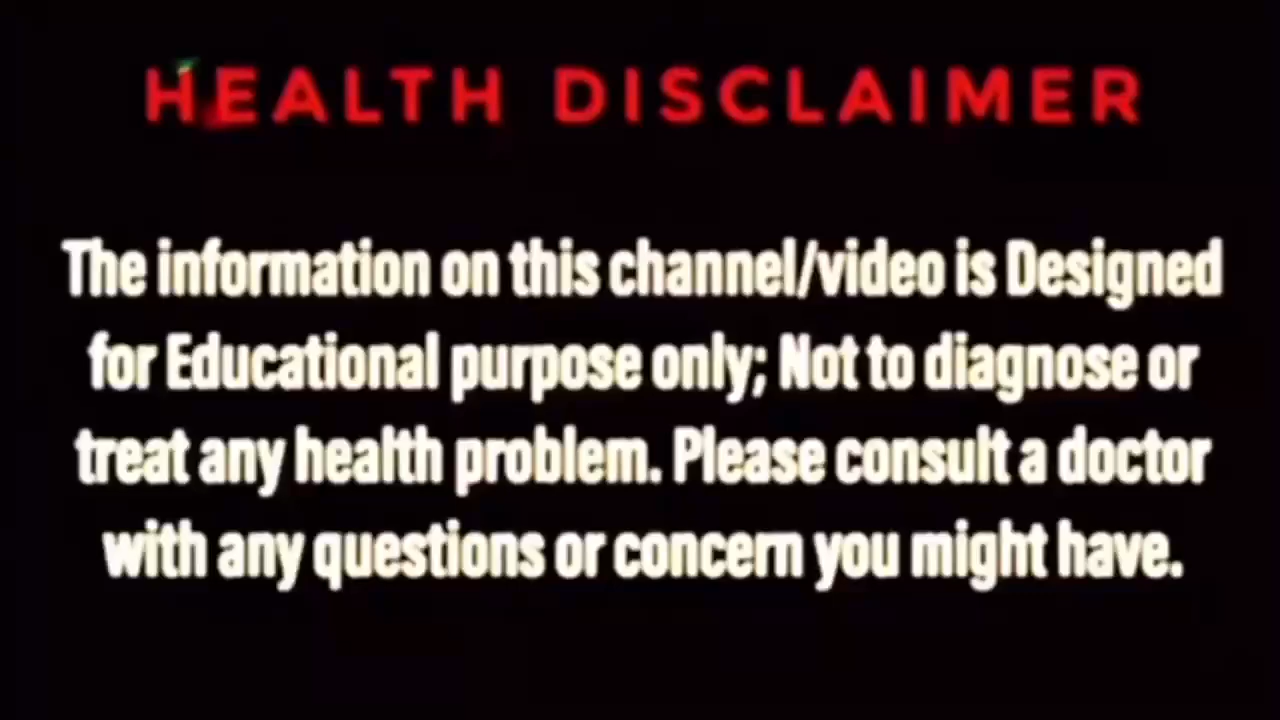 HEALTH DISCLAIMER
The information on this channel/video is Designed
for Educational purpose only; Not to diagnose or
treat any health problem. Please consult a doctor
with any questions or concern you might have.